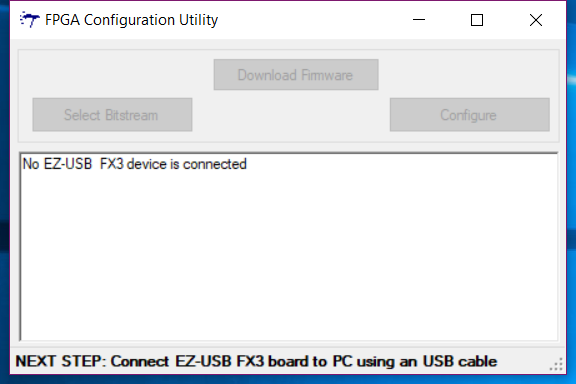 FPGA Configuration Utility
Download Firmware
Select Bitstream
Configure
No EZ-USB  FX3 device is connected
NEXT STEP: Connect EZ-USB FX3 board to PC using an USB cable